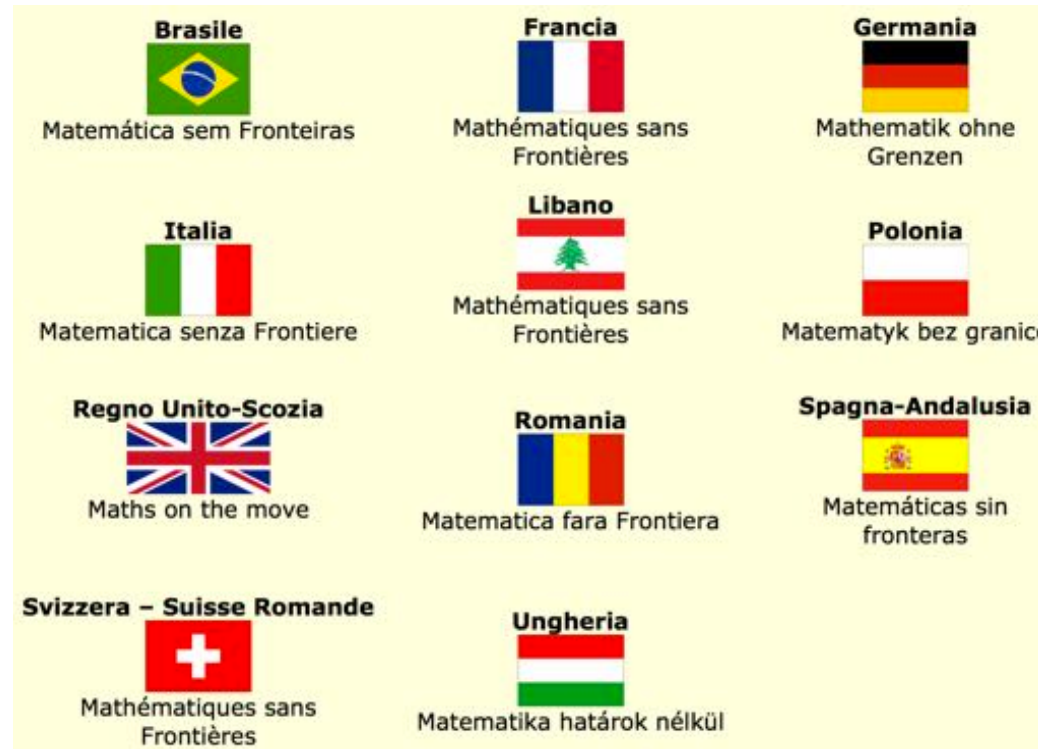 Brasile
Matemática sem Fronteiras
Francia
Mathématiques sans
Frontières
Germania
Mathematik ohne
Grenzen
Italia
Matematica senza Frontiere
Libano
Mathématiques sans
Frontières
Polonia
Matematyk bez granic
Regno Unito-Scozia
Maths on the move
Romania
Matematica fara Frontiera
Spagna-Andalusia
Matemáticas sin
fronteras
Svizzera – Suisse Romande
Mathématiques sans
Frontières
Ungheria
Matematika határok nélkül